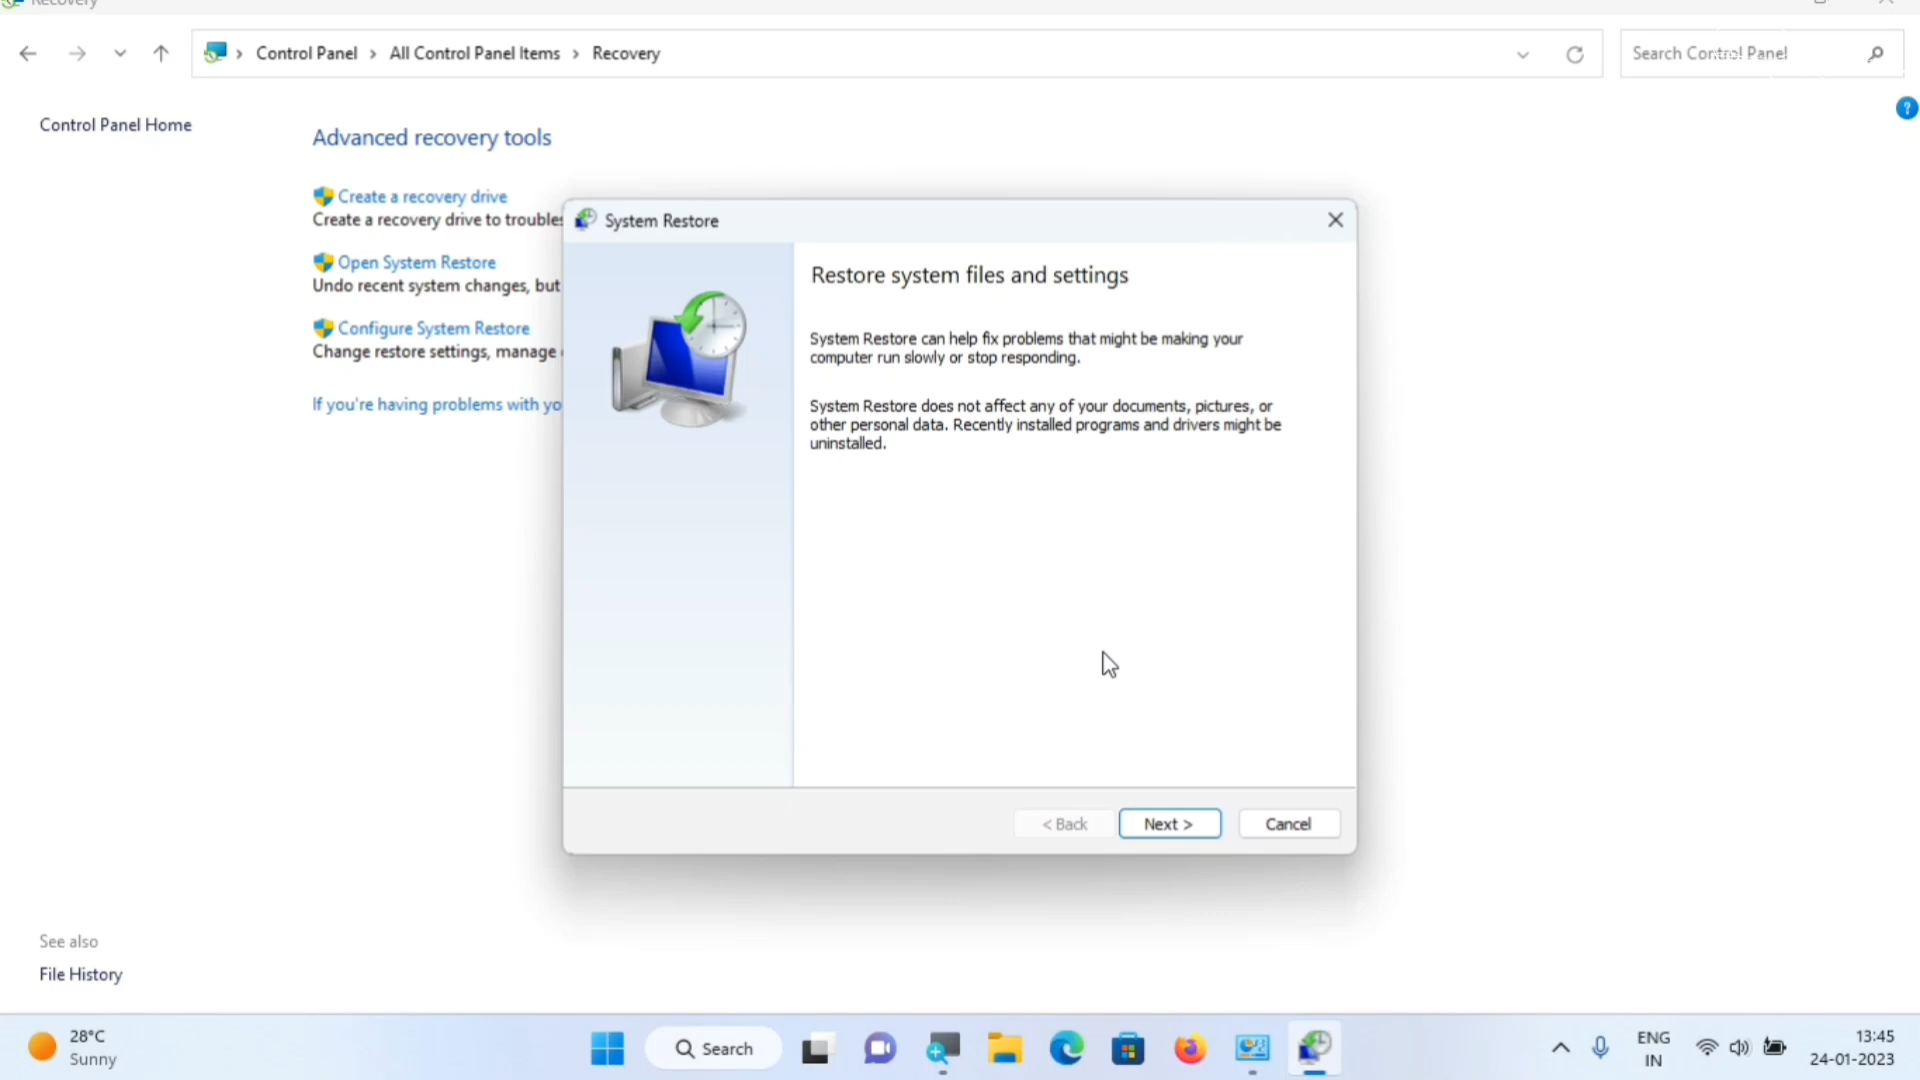 Recovery
Control Panel > All Control Panel Items > Recovery
Search Control Panel
?
Control Panel Home
Advanced recovery tools
Create a recovery drive
Create a recovery drive to troubles
Open System Restore
Undo recent system changes, but
Configure System Restore
Change restore settings, manage
If you're having problems with yo
System Restore
Restore system files and settings
System Restore can help fix problems that might be making your
computer run slowly or stop responding.
System Restore does not affect any of your documents, pictures, or
other personal data. Recently installed programs and drivers might be
uninstalled.
< Back
Next >
Cancel
See also
File History
28°C
Sunny
Search
ENG
IN
13:45
24-01-2023